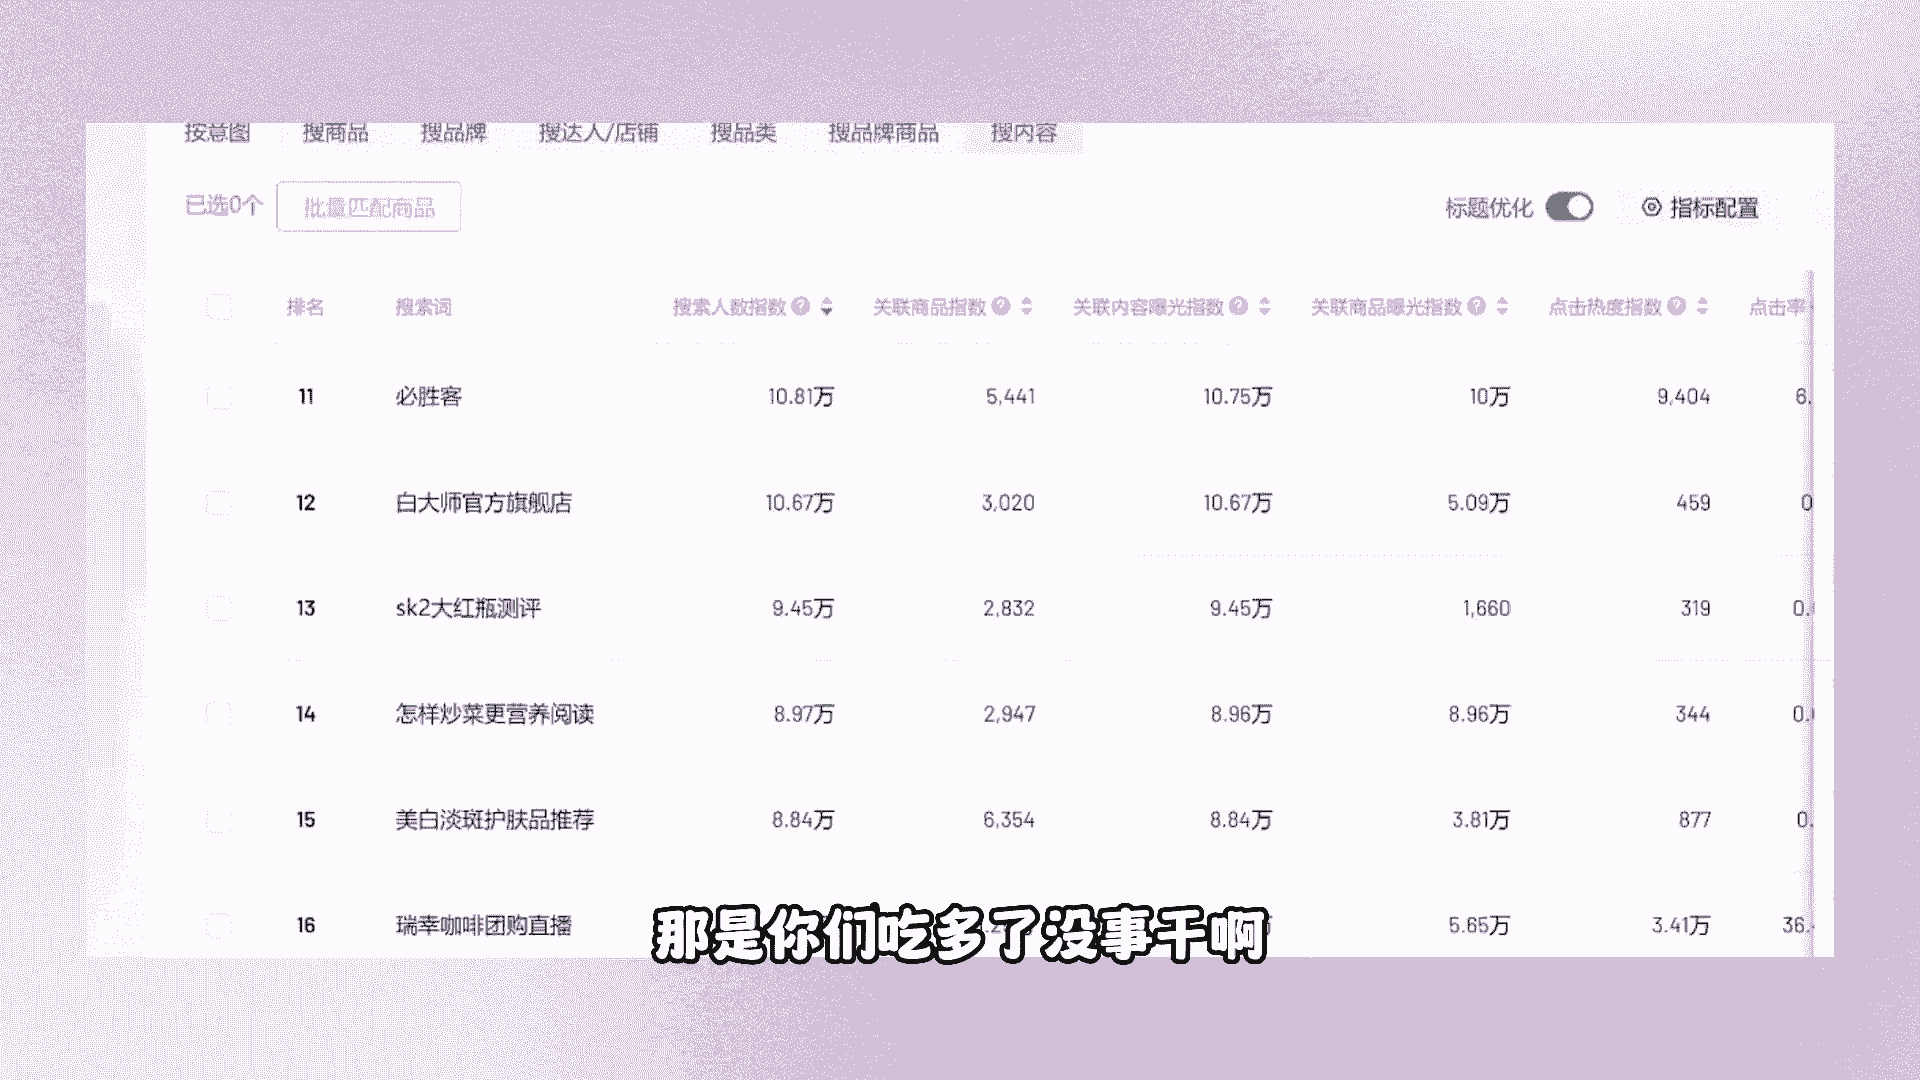 按意图 搜商品 搜品牌 搜达人/店铺 搜品类 搜品牌商品 搜内容
已选0个 批量匹配商品 标题优化 指标配置
排名 搜索词 搜索人数指数 关联商品指数 关联内容曝光指数 关联商品曝光指数 点击热度指数 点击率
11 必胜客 10.81万 5,441 10.75万 10万 9,404 6.
12 白大师官方旗舰店 10.67万 3,020 10.67万 5.09万 459 0
13 sk2大红瓶测评 9.45万 2,832 9.45万 1,660 319 0.
14 怎样炒菜更营养阅读 8.97万 2,947 8.96万 8.96万 344 0.
15 美白淡斑护肤品推荐 8.84万 6,354 8.84万 3.81万 877 0.
16 瑞幸咖啡团购直播 5.65万 3.41万 36.
那是你们吃多了没事干啊